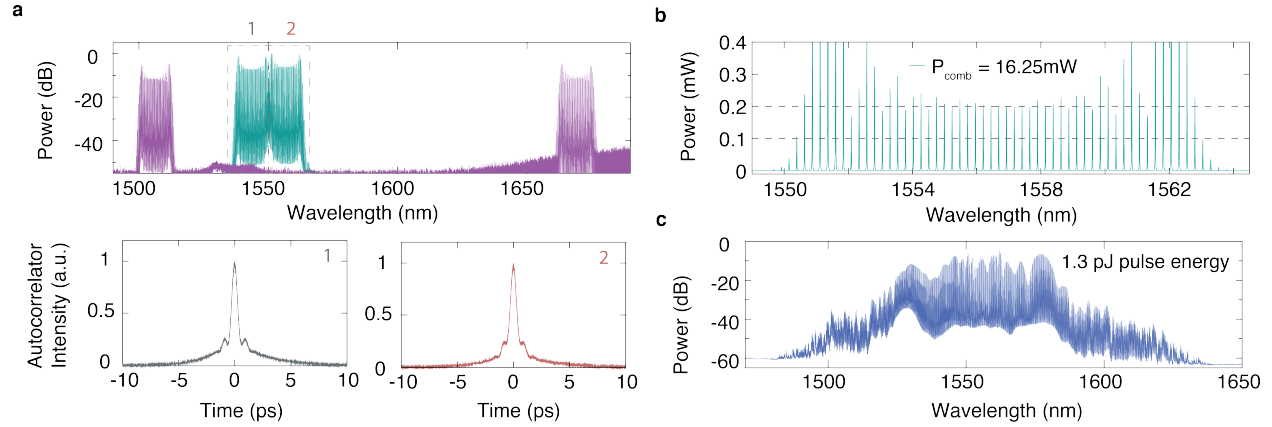 a
1 2
0
-20
-40
Power (dB)
1500 1550 1600 1650
Wavelength (nm)
Autocorrelator
Intensity (a.u.)
1
0.5
0
1
-10 -5 0 5 10
Time (ps)
1
0.5
0
2
-10 -5 0 5 10
Time (ps)
b
0.4
0.3
0.2
0.1
0
Power (mW)
Pcomb = 16.25mW
1550 1554 1558 1562
Wavelength (nm)
c
0
-20
-40
-60
Power (dB)
1.3 pJ pulse energy
1500 1550 1600 1650
Wavelength (nm)